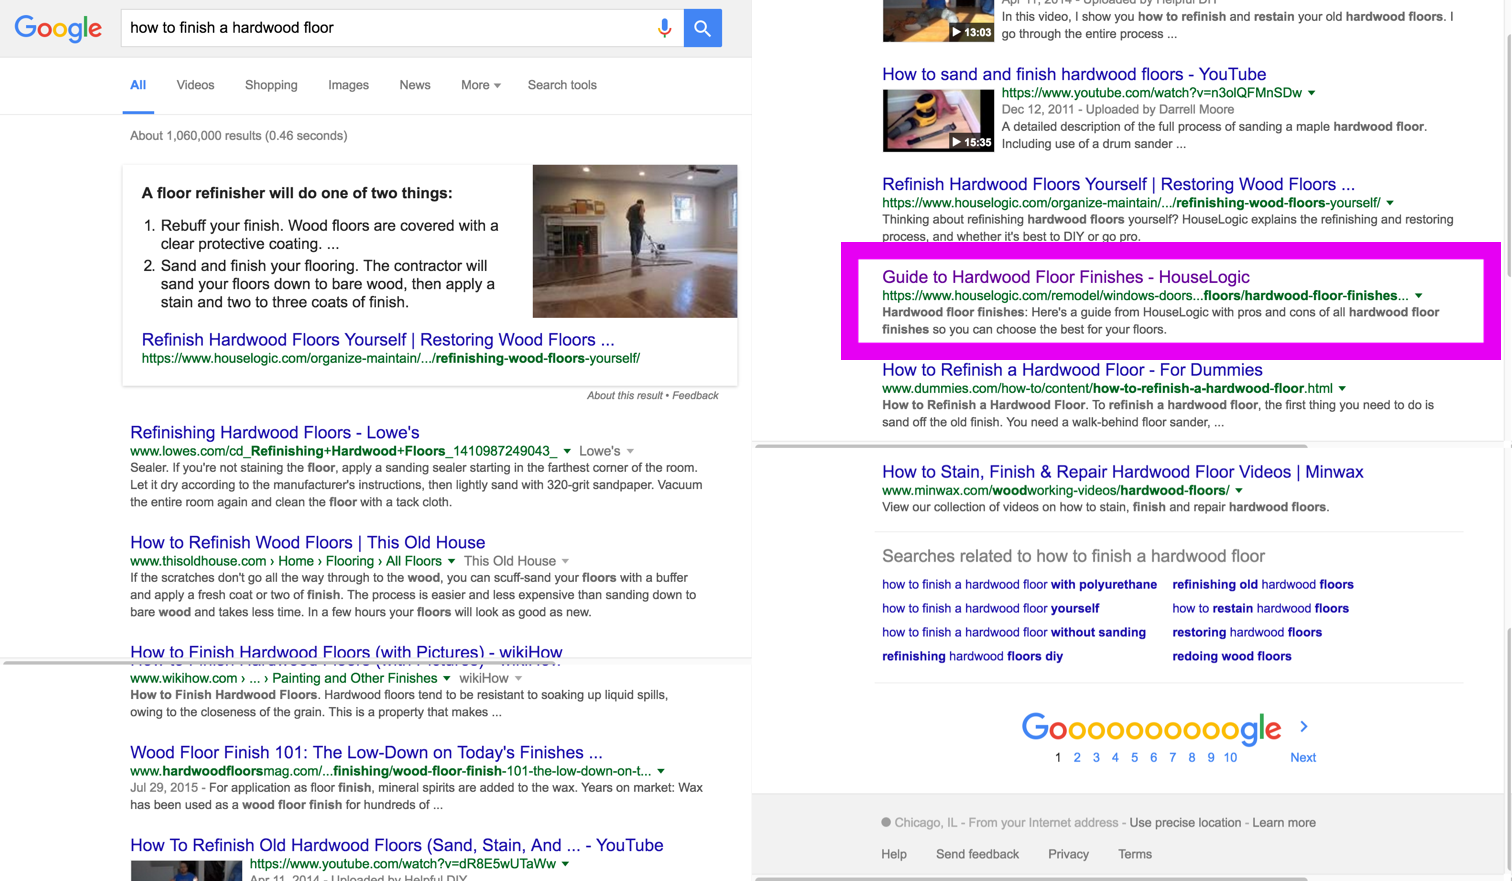 Google
how to finish a hardwood floor
All Videos Shopping Images News More Search tools
About 1,060,000 results (0.46 seconds)
A floor refinisher will do one of two things:
1. Rebuff your finish. Wood floors are covered with a
clear protective coating. ...
2. Sand and finish your flooring. The contractor will
sand your floors down to bare wood, then apply a
stain and two to three coats of finish.
Refinish Hardwood Floors Yourself | Restoring Wood Floors ...
https://www.houselogic.com/organize-maintain/.../refinishing-wood-floors-yourself/
About this result • Feedback
Refinishing Hardwood Floors - Lowe's
www.lowes.com/cd_Refinishing+Hardwood+Floors_1410987249043_ Lowe's
Sealer. If you're not staining the floor, apply a sanding sealer starting in the farthest corner of the room.
Let it dry according to the manufacturer's instructions, then lightly sand with 320-grit sandpaper. Vacuum
the entire room again and clean the floor with a tack cloth.
How to Refinish Wood Floors | This Old House
www.thisoldhouse.com › Home › Flooring › All Floors This Old House
If the scratches don't go all the way through to the wood, you can scuff-sand your floors with a buffer
and apply a fresh coat or two of finish. The process is easier and less expensive than sanding down to
bare wood and takes less time. In a few hours your floors will look as good as new.
How to Finish Hardwood Floors (with Pictures) - wikiHow
How to Finish Hardwood Floors (with Pictures) - wikiHow
www.wikihow.com › ... › Painting and Other Finishes wikiHow
How to Finish Hardwood Floors. Hardwood floors tend to be resistant to soaking up liquid spills,
owing to the closeness of the grain. This is a property that makes ...
Wood Floor Finish 101: The Low-Down on Today's Finishes ...
www.hardwoodfloorsmag.com/...finishing/wood-floor-finish-101-the-low-down-on-t...
Jul 29, 2015 - For application as floor finish, mineral spirits are added to the wax. Years on market: Wax
has been used as a wood floor finish for hundreds of ...
How To Refinish Old Hardwood Floors (Sand, Stain, And ... - YouTube
https://www.youtube.com/watch?v=dR8E5wUTaWw
Apr 11, 2014 - Uploaded by Helpful DIY
Apr 11, 2014 - Uploaded by Helpful DIY
In this video, I show you how to refinish and restain your old hardwood floors. I
go through the entire process ...
13:03
How to sand and finish hardwood floors - YouTube
https://www.youtube.com/watch?v=n3olQFMnSDw
Dec 12, 2011 - Uploaded by Darrell Moore
A detailed description of the full process of sanding a maple hardwood floor.
Including use of a drum sander ...
15:35
Refinish Hardwood Floors Yourself | Restoring Wood Floors ...
https://www.houselogic.com/organize-maintain/.../refinishing-wood-floors-yourself/
Thinking about refinishing hardwood floors yourself? HouseLogic explains the refinishing and restoring
process, and whether it's best to DIY or go pro.
Guide to Hardwood Floor Finishes - HouseLogic
https://www.houselogic.com/remodel/windows-doors...floors/hardwood-floor-finishes...
Hardwood floor finishes: Here's a guide from HouseLogic with pros and cons of all hardwood floor
finishes so you can choose the best for your floors.
How to Refinish a Hardwood Floor - For Dummies
www.dummies.com/how-to/content/how-to-refinish-a-hardwood-floor.html
How to Refinish a Hardwood Floor. To refinish a hardwood floor, the first thing you need to do is
sand off the old finish. You need a walk-behind floor sander, ...
How to Stain, Finish & Repair Hardwood Floor Videos | Minwax
www.minwax.com/woodworking-videos/hardwood-floors/
View our collection of videos on how to stain, finish and repair hardwood floors.
Searches related to how to finish a hardwood floor
how to finish a hardwood floor with polyurethane refinishing old hardwood floors
how to finish a hardwood floor yourself how to restain hardwood floors
how to finish a hardwood floor without sanding restoring hardwood floors
refinishing hardwood floors diy redoing wood floors
Goooooooooogle >
1 2 3 4 5 6 7 8 9 10 Next
Chicago, IL - From your Internet address - Use precise location - Learn more
Help Send feedback Privacy Terms